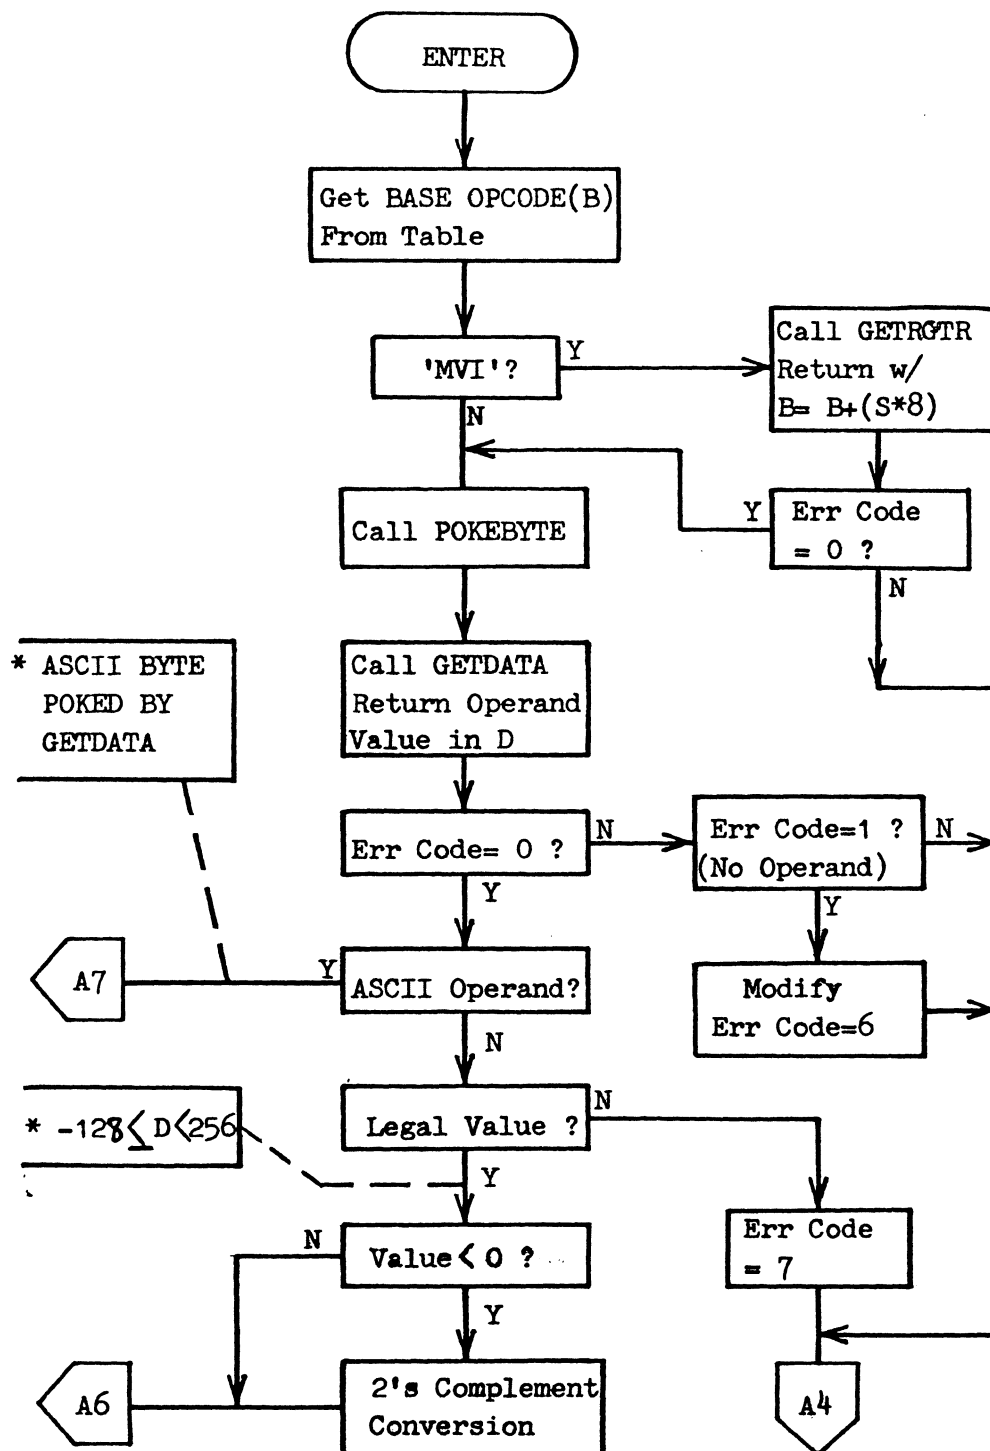 ENTER
Get BASE OPCODE(B)
From Table
'MVI'?
Y
N
Call GETRGTR
Return w/
B= B+(S*8)
Call POKEBYTE
Y
Err Code
= 0 ?
N
* ASCII BYTE
POKED BY
GETDATA
Call GETDATA
Return Operand
Value in D
Err Code= 0 ?
N
Y
Err Code=1 ?
(No Operand)
N
Y
A7
Y
ASCII Operand?
N
Modify
Err Code=6
* -128≤D<256
Legal Value ?
N
Y
N
Value< 0 ?
Y
Err Code
= 7
A6
2's Complement
Conversion
A4